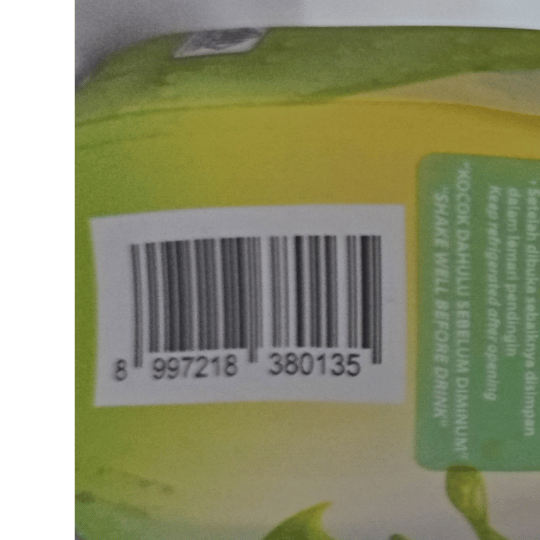 8 997218 380135
"KOCOK DAHULU SEBELUM DIMINUM"
"SHAKE WELL BEFORE DRINK"
Setelah dibuka sebaiknya disimpan
dalam lemari pendingin
Keep refrigerated after opening